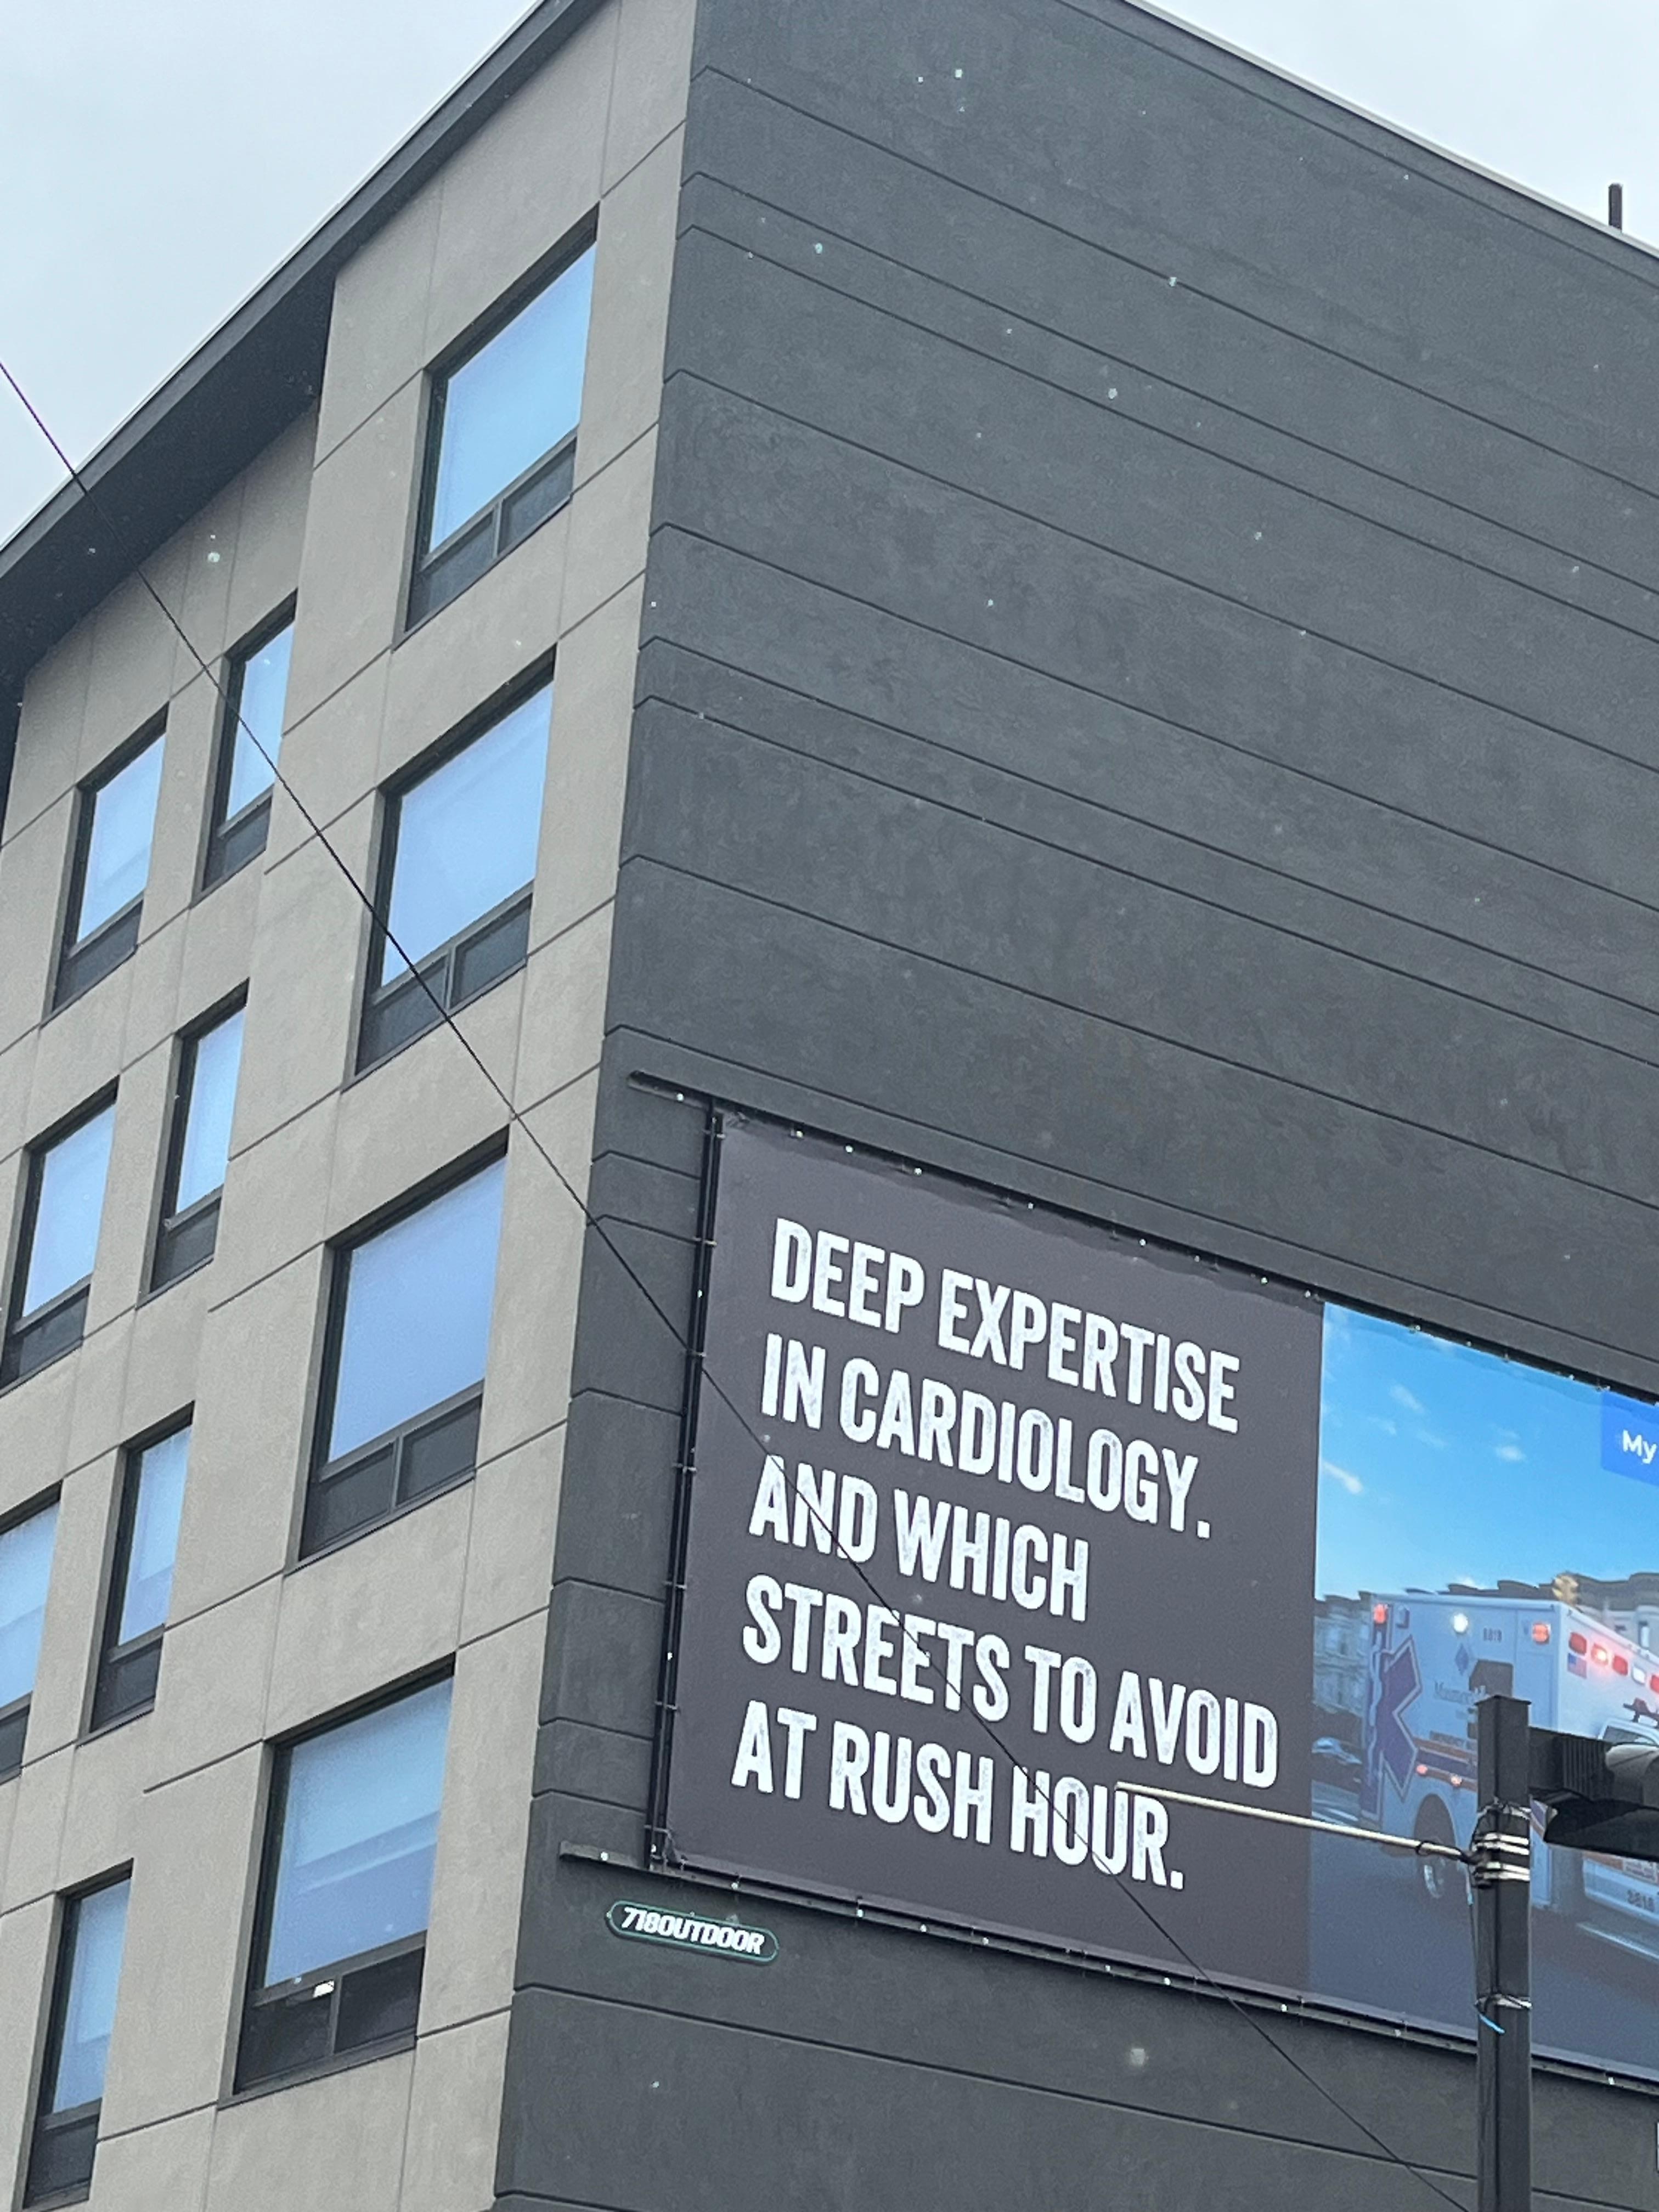 DEEP EXPERTISE
IN CARDIOLOGY.
AND WHICH
STREETS TO AVOID
AT RUSH HOUR.
My
718OUTDOOR